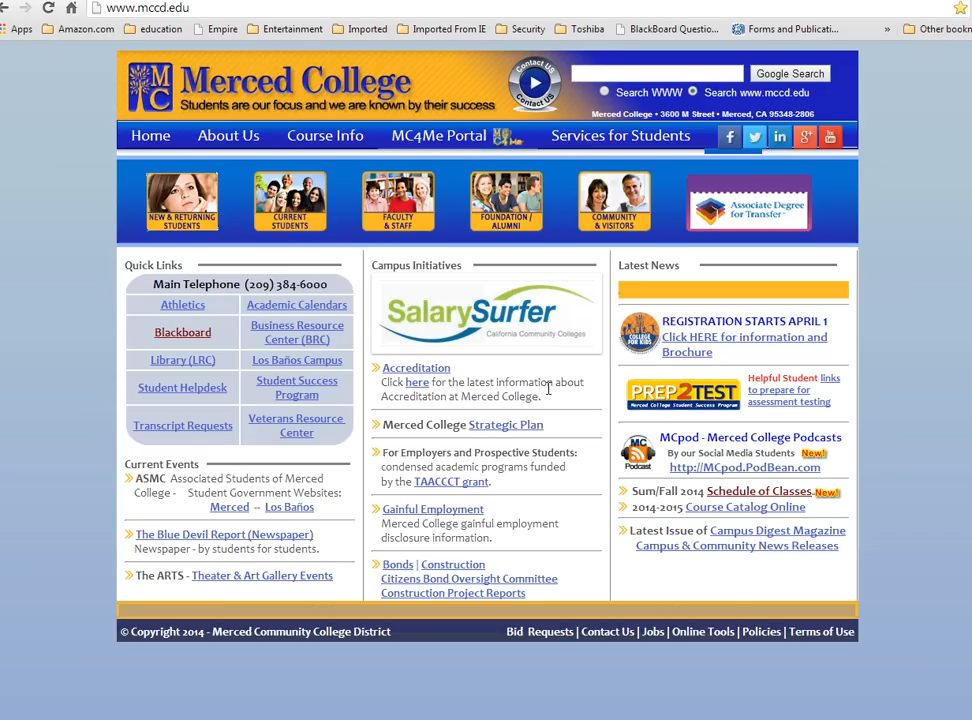 www.mccd.edu
Apps Amazon.com education Empire Entertainment Imported Imported From IE Security Toshiba BlackBoard Questio... Forms and Publicati... » Other bookm
MC
Merced College
Students are our focus and we are known by their success
Contact Us
Contact Us
Google Search
Search WWW Search www.mccd.edu
Merced College • 3600 M Street • Merced, CA 95348-2806
Home About Us Course Info MC4Me Portal Services for Students
NEW & RETURNING STUDENTS
CURRENT STUDENTS
FACULTY & STAFF
FOUNDATION / ALUMNI
COMMUNITY & VISITORS
Associate Degree for Transfer
Quick Links
Main Telephone (209) 384-6000
Athletics Academic Calendars
Blackboard Business Resource Center (BRC)
Library (LRC) Los Baños Campus
Student Helpdesk Student Success Program
Transcript Requests Veterans Resource Center
Current Events
ASMC Associated Students of Merced
College - Student Government Websites:
Merced -- Los Baños
The Blue Devil Report (Newspaper)
Newspaper - by students for students.
The ARTS - Theater & Art Gallery Events
Campus Initiatives
SalarySurfer
California Community Colleges
Accreditation
Click here for the latest information about
Accreditation at Merced College.
Merced College Strategic Plan
For Employers and Prospective Students:
condensed academic programs funded
by the TAACCCT grant.
Gainful Employment
Merced College gainful employment
disclosure information.
Bonds | Construction
Citizens Bond Oversight Committee
Construction Project Reports
Latest News
COLLEGE FOR KIDS
REGISTRATION STARTS APRIL 1
Click HERE for information and
Brochure
PREP2TEST
Merced College Student Success Program
Helpful Student links
to prepare for
assessment testing
MC Podcast
MCpod - Merced College Podcasts
By our Social Media Students New!
http://MCpod.PodBean.com
Sum/Fall 2014 Schedule of Classes New!
2014-2015 Course Catalog Online
Latest Issue of Campus Digest Magazine
Campus & Community News Releases
© Copyright 2014 - Merced Community College District
Bid Requests | Contact Us | Jobs | Online Tools | Policies | Terms of Use